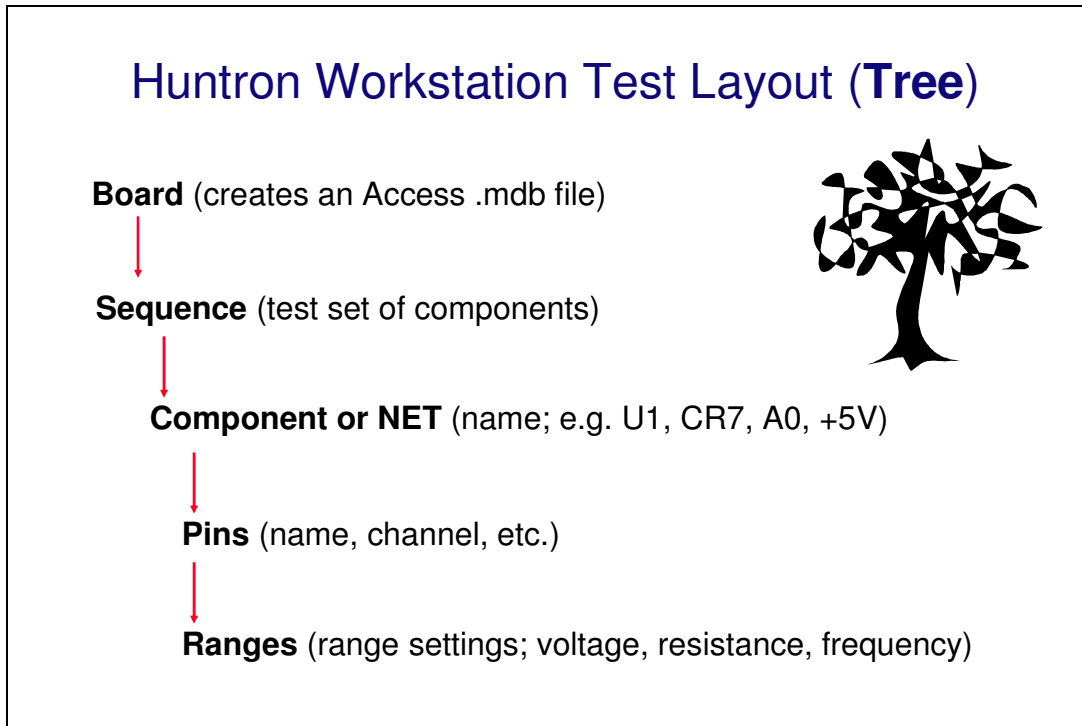 Huntron Workstation Test Layout (Tree)
Board (creates an Access .mdb file)
Sequence (test set of components)
Component or NET (name; e.g. U1, CR7, A0, +5V)
Pins (name, channel, etc.)
Ranges (range settings; voltage, resistance, frequency)